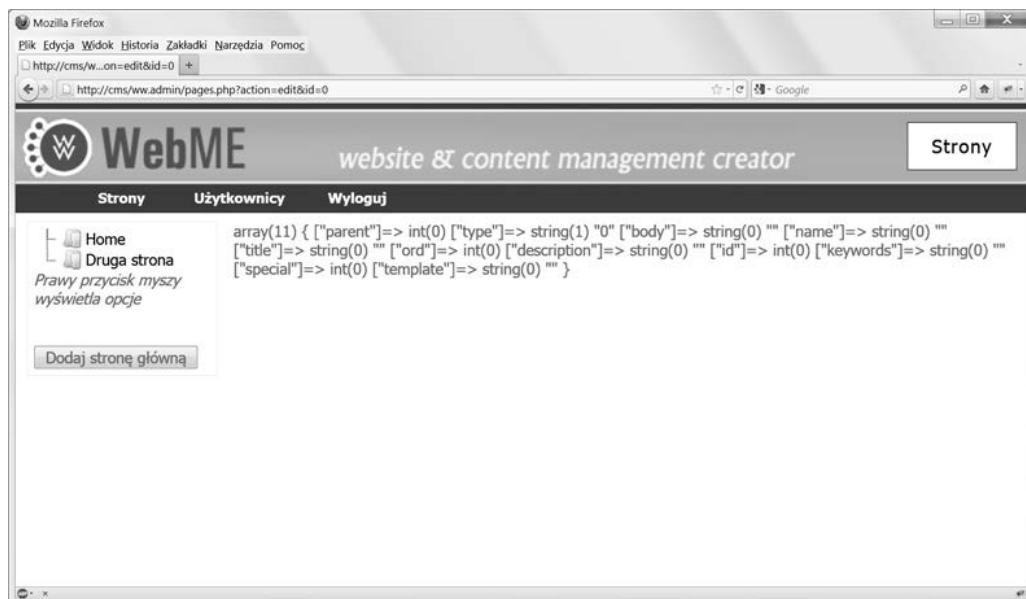 Mozilla Firefox
Plik Edycja Widok Historia Zakładki Narzędzia Pomoc
http://cms/w...on=edit&id=0 +
http://cms/ww.admin/pages.php?action=edit&id=0 Google
WebME website & content management creator Strony
Strony Użytkownicy Wyloguj
Home
Druga strona
Prawy przycisk myszy
wyświetla opcje
Dodaj stronę główną
array(11) { ["parent"]=> int(0) ["type"]=> string(1) "0" ["body"]=> string(0) "" ["name"]=> string(0) ""
["title"]=> string(0) "" ["ord"]=> int(0) ["description"]=> string(0) "" ["id"]=> int(0) ["keywords"]=> string(0) ""
["special"]=> int(0) ["template"]=> string(0) "" }